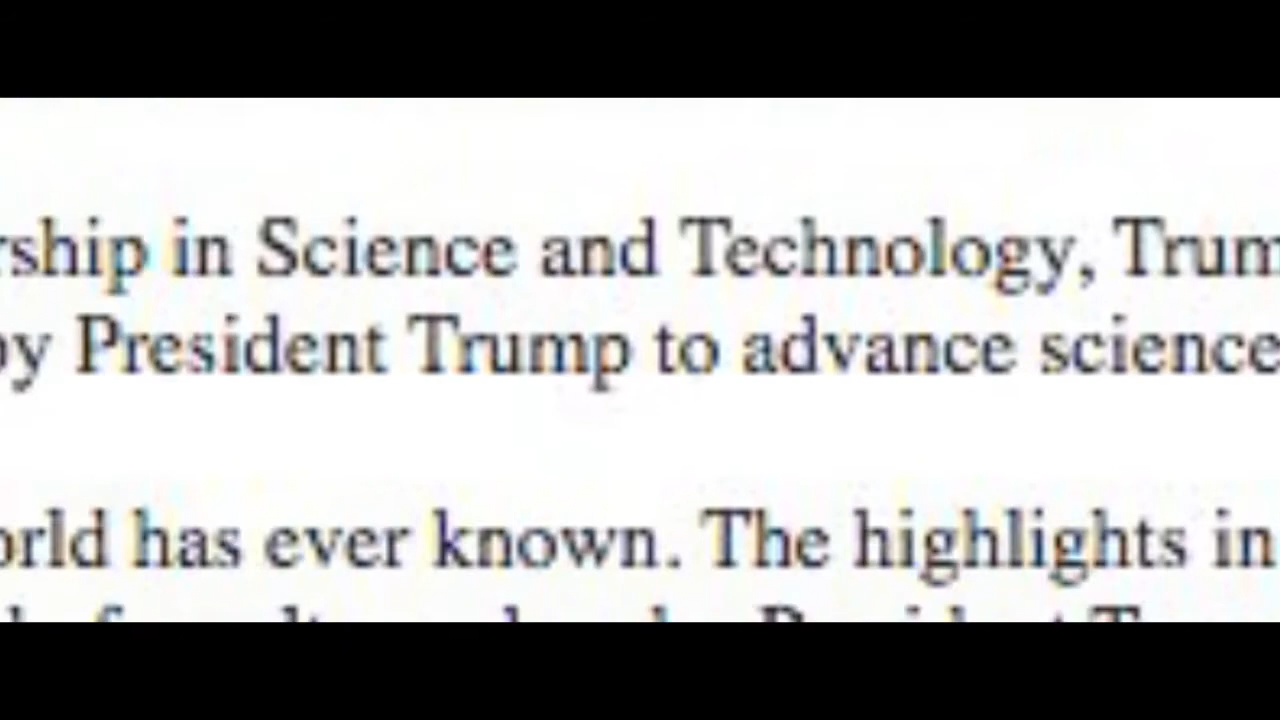 rship in Science and Technology, Trum
by President Trump to advance science
orld has ever known. The highlights in